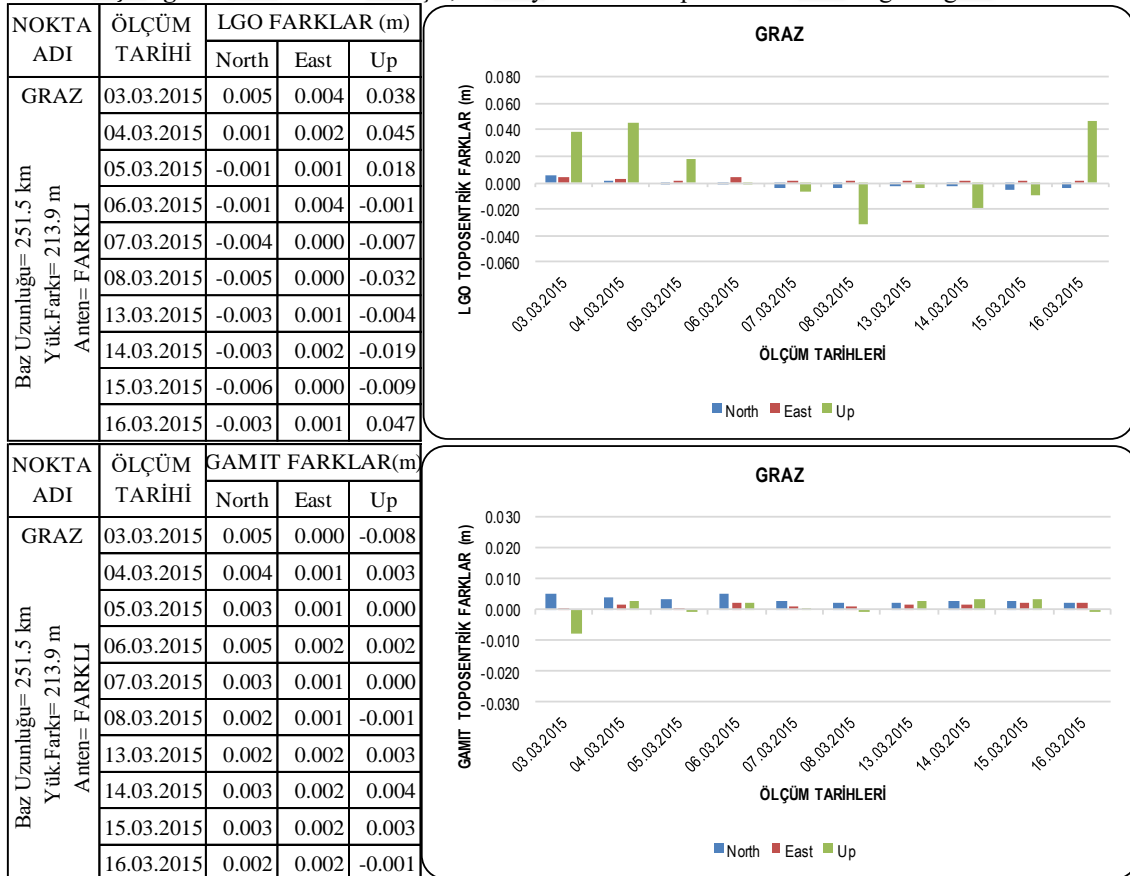 NOKTA ADI ÖLÇÜM TARİHİ LGO FARKLAR (m)
North East Up
GRAZ 03.03.2015 0.005 0.004 0.038
04.03.2015 0.001 0.002 0.045
05.03.2015 -0.001 0.001 0.018
06.03.2015 -0.001 0.004 -0.001
07.03.2015 -0.004 0.000 -0.007
08.03.2015 -0.005 0.000 -0.032
13.03.2015 -0.003 0.001 -0.004
14.03.2015 -0.003 0.002 -0.019
15.03.2015 -0.006 0.000 -0.009
16.03.2015 -0.003 0.001 0.047
Baz Uzunluğu= 251.5 km
Yük.Farkı= 213.9 m
Anten= FARKLI
GRAZ
LGO TOPOSENTRİK FARKLAR (m)
0.080
0.060
0.040
0.020
0.000
-0.020
-0.040
-0.060
03.03.2015 04.03.2015 05.03.2015 06.03.2015 07.03.2015 08.03.2015 13.03.2015 14.03.2015 15.03.2015 16.03.2015
ÖLÇÜM TARİHLERİ
North East Up
NOKTA ADI ÖLÇÜM TARİHİ GAMIT FARKLAR(m)
North East Up
GRAZ 03.03.2015 0.005 0.000 -0.008
04.03.2015 0.004 0.001 0.003
05.03.2015 0.003 0.001 0.000
06.03.2015 0.005 0.002 0.002
07.03.2015 0.003 0.001 0.000
08.03.2015 0.002 0.001 -0.001
13.03.2015 0.002 0.002 0.003
14.03.2015 0.003 0.002 0.004
15.03.2015 0.003 0.002 0.003
16.03.2015 0.002 0.002 -0.001
Baz Uzunluğu= 251.5 km
Yük.Farkı= 213.9 m
Anten= FARKLI
GRAZ
GAMIT TOPOSENTRİK FARKLAR (m)
0.030
0.020
0.010
0.000
-0.010
-0.020
-0.030
03.03.2015 04.03.2015 05.03.2015 06.03.2015 07.03.2015 08.03.2015 13.03.2015 14.03.2015 15.03.2015 16.03.2015
ÖLÇÜM TARİHLERİ
North East Up